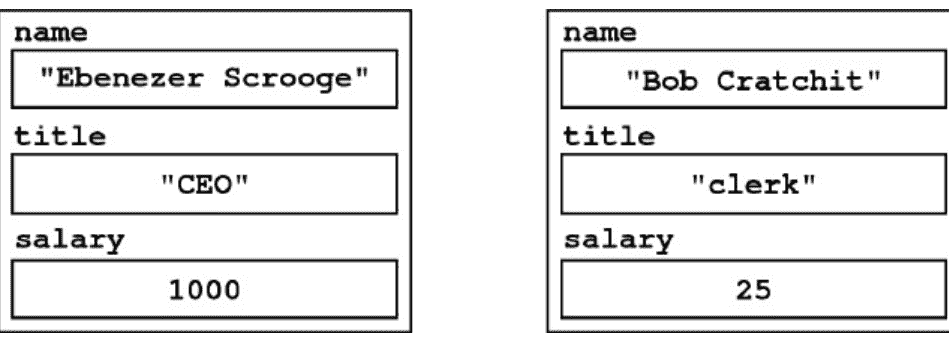 name
"Ebenezer Scrooge"
title
"CEO"
salary
1000
name
"Bob Cratchit"
title
"clerk"
salary
25